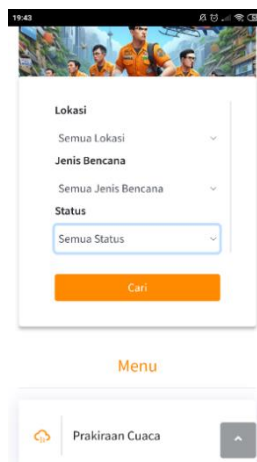 19:43
Lokasi
Semua Lokasi
Jenis Bencana
Semua Jenis Bencana
Status
Semua Status
Cari
Menu
Prakiraan Cuaca